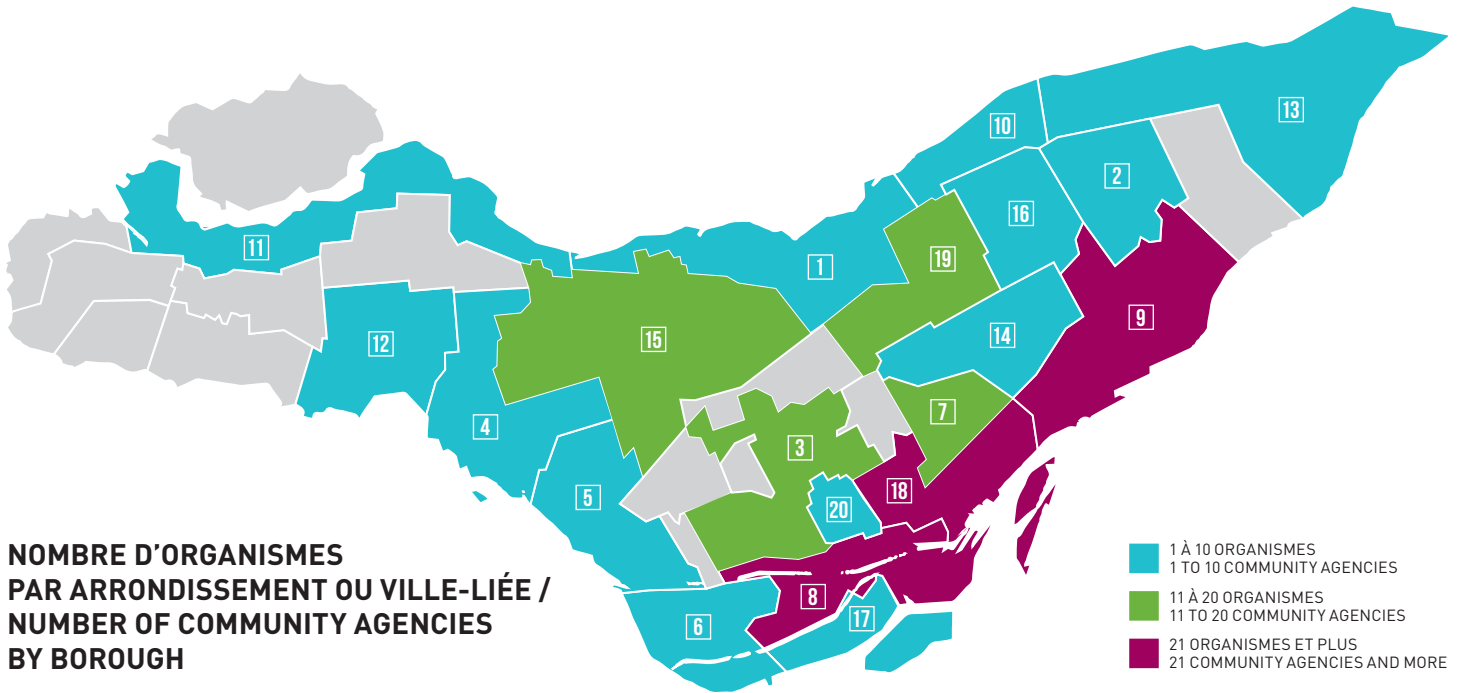 13
10
2
16
11
19
1
9
15
14
12
7
4
3
18
5
20
8
17
6
NOMBRE D'ORGANISMES
PAR ARRONDISSEMENT OU VILLE-LIÉE /
NUMBER OF COMMUNITY AGENCIES
BY BOROUGH
1 À 10 ORGANISMES
1 TO 10 COMMUNITY AGENCIES
11 À 20 ORGANISMES
11 TO 20 COMMUNITY AGENCIES
21 ORGANISMES ET PLUS
21 COMMUNITY AGENCIES AND MORE